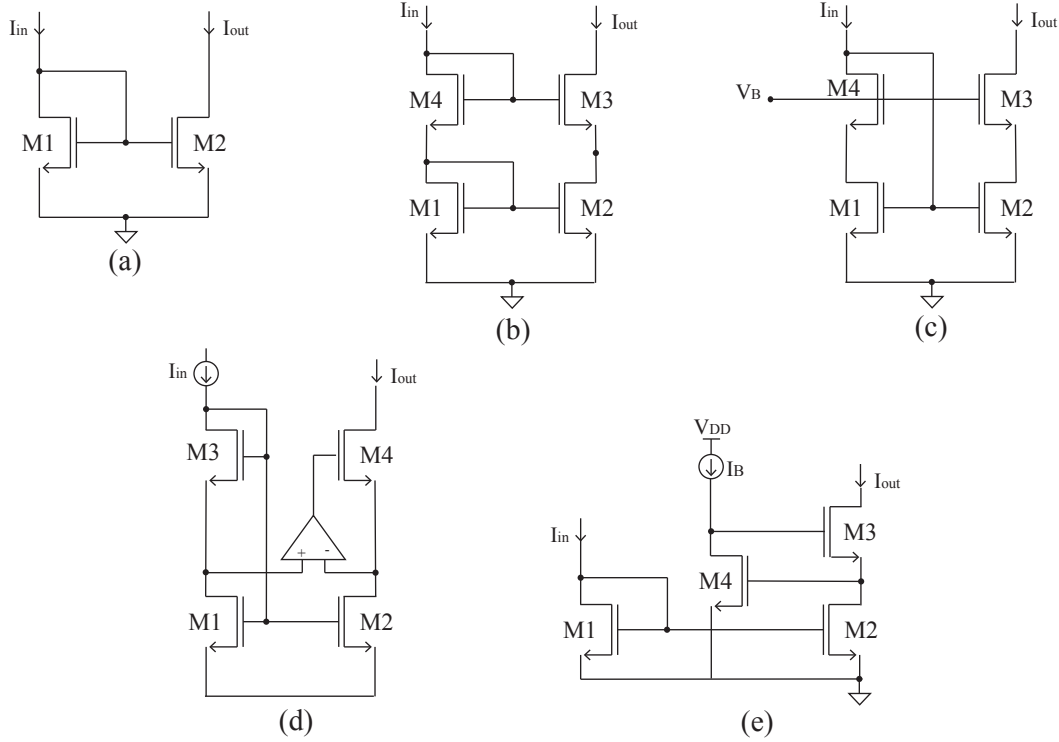 Iin
Iout
M1
M2
(a)
Iin
Iout
M4
M3
M1
M2
(b)
Iin
Iout
M4
VB
M3
M1
M2
(c)
Iin
Iout
M3
M4
+ -
M1
M2
(d)
VDD
IB
Iout
Iin
M3
M4
M1
M2
(e)